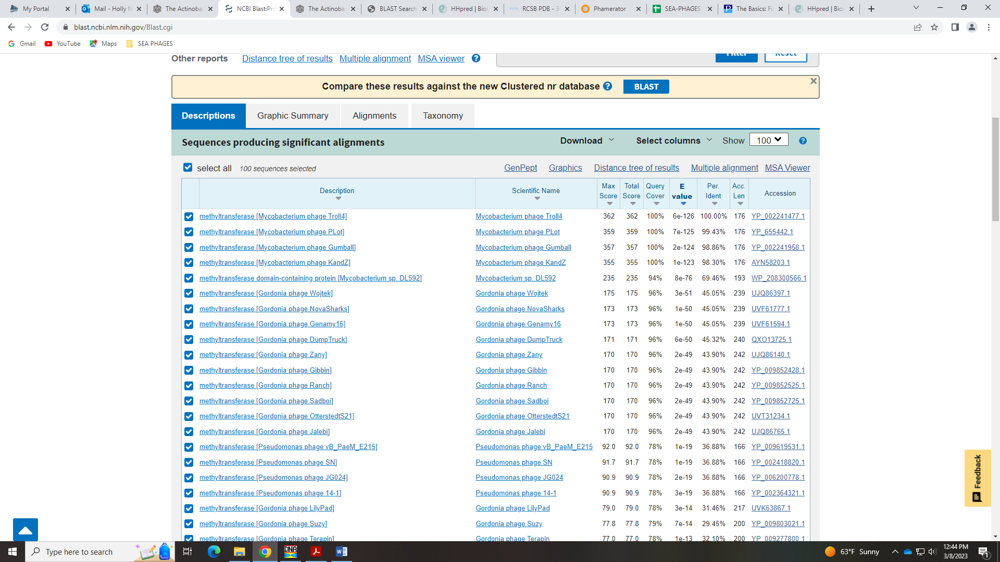 My Portal
Mail - Holly N
The Actinobac
NCBI Blast:Pro
The Actinobac
BLAST Search
HHpred | Bioi
RCSB PDB - 3
Phamerator
SEA-PHAGES
The Basics: Fu
HHpred | Bioi
blast.ncbi.nlm.nih.gov/Blast.cgi
Gmail YouTube Maps SEA PHAGES
Other reports Distance tree of results Multiple alignment MSA viewer Filter Reset
Compare these results against the new Clustered nr database BLAST
Descriptions Graphic Summary Alignments Taxonomy
Sequences producing significant alignments Download Select columns Show 100
select all 100 sequences selected GenPept Graphics Distance tree of results Multiple alignment MSA Viewer
Description Scientific Name Max Score Total Score Query Cover E value Per. Ident Acc. Len Accession
methyltransferase [Mycobacterium phage Troll4] Mycobacterium phage Troll4 362 362 100% 6e-126 100.00% 176 YP_002241477.1
methyltransferase [Mycobacterium phage PLot] Mycobacterium phage PLot 359 359 100% 7e-125 99.43% 176 YP_655442.1
methyltransferase [Mycobacterium phage Gumball] Mycobacterium phage Gumball 357 357 100% 2e-124 98.86% 176 YP_002241958.1
methyltransferase [Mycobacterium phage KandZ] Mycobacterium phage KandZ 355 355 100% 1e-123 98.30% 176 AYN58203.1
methyltransferase domain-containing protein [Mycobacterium sp. DL592] Mycobacterium sp. DL592 235 235 94% 8e-76 69.46% 193 WP_208300566.1
methyltransferase [Gordonia phage Wojtek] Gordonia phage Wojtek 175 175 96% 3e-51 45.05% 239 UJQ86397.1
methyltransferase [Gordonia phage NovaSharks] Gordonia phage NovaSharks 173 173 96% 1e-50 45.05% 239 UVF61777.1
methyltransferase [Gordonia phage Genamy16] Gordonia phage Genamy16 173 173 96% 1e-50 45.05% 239 UVF61594.1
methyltransferase [Gordonia phage DumpTruck] Gordonia phage DumpTruck 171 171 96% 6e-50 45.32% 240 QXO13725.1
methyltransferase [Gordonia phage Zany] Gordonia phage Zany 170 170 96% 2e-49 43.90% 242 UJQ86140.1
methyltransferase [Gordonia phage Gibbin] Gordonia phage Gibbin 170 170 96% 2e-49 43.90% 242 YP_009852428.1
methyltransferase [Gordonia phage Ranch] Gordonia phage Ranch 170 170 96% 2e-49 43.90% 242 YP_009852525.1
methyltransferase [Gordonia phage Sadboi] Gordonia phage Sadboi 170 170 96% 2e-49 43.90% 242 YP_009852725.1
methyltransferase [Gordonia phage OtterstedtS21] Gordonia phage OtterstedtS21 170 170 96% 2e-49 43.90% 242 UVT31234.1
methyltransferase [Gordonia phage Jalebi] Gordonia phage Jalebi 170 170 96% 2e-49 43.90% 242 UJQ86765.1
methyltransferase [Pseudomonas phage vB_PaeM_E215] Pseudomonas phage vB_PaeM_E215 92.0 92.0 78% 1e-19 36.88% 166 YP_009619531.1
methyltransferase [Pseudomonas phage SN] Pseudomonas phage SN 91.7 91.7 78% 1e-19 36.88% 166 YP_002418820.1
methyltransferase [Pseudomonas phage JG024] Pseudomonas phage JG024 90.9 90.9 78% 2e-19 36.88% 166 YP_006200778.1
methyltransferase [Pseudomonas phage 14-1] Pseudomonas phage 14-1 90.9 90.9 78% 3e-19 36.88% 166 YP_002364321.1
methyltransferase [Gordonia phage LilyPad] Gordonia phage LilyPad 79.0 79.0 78% 3e-14 31.46% 217 UVK63867.1
methyltransferase [Gordonia phage Suzy] Gordonia phage Suzy 77.8 77.8 79% 7e-14 29.45% 200 YP_009803021.1
methyltransferase [Gordonia phage Terapin] Gordonia phage Terapin 77.0 77.0 78% 1e-13 32.10% 200 YP_009277800.1
Feedback
Type here to search
DNA
63°F Sunny
12:44 PM
3/8/2023
1